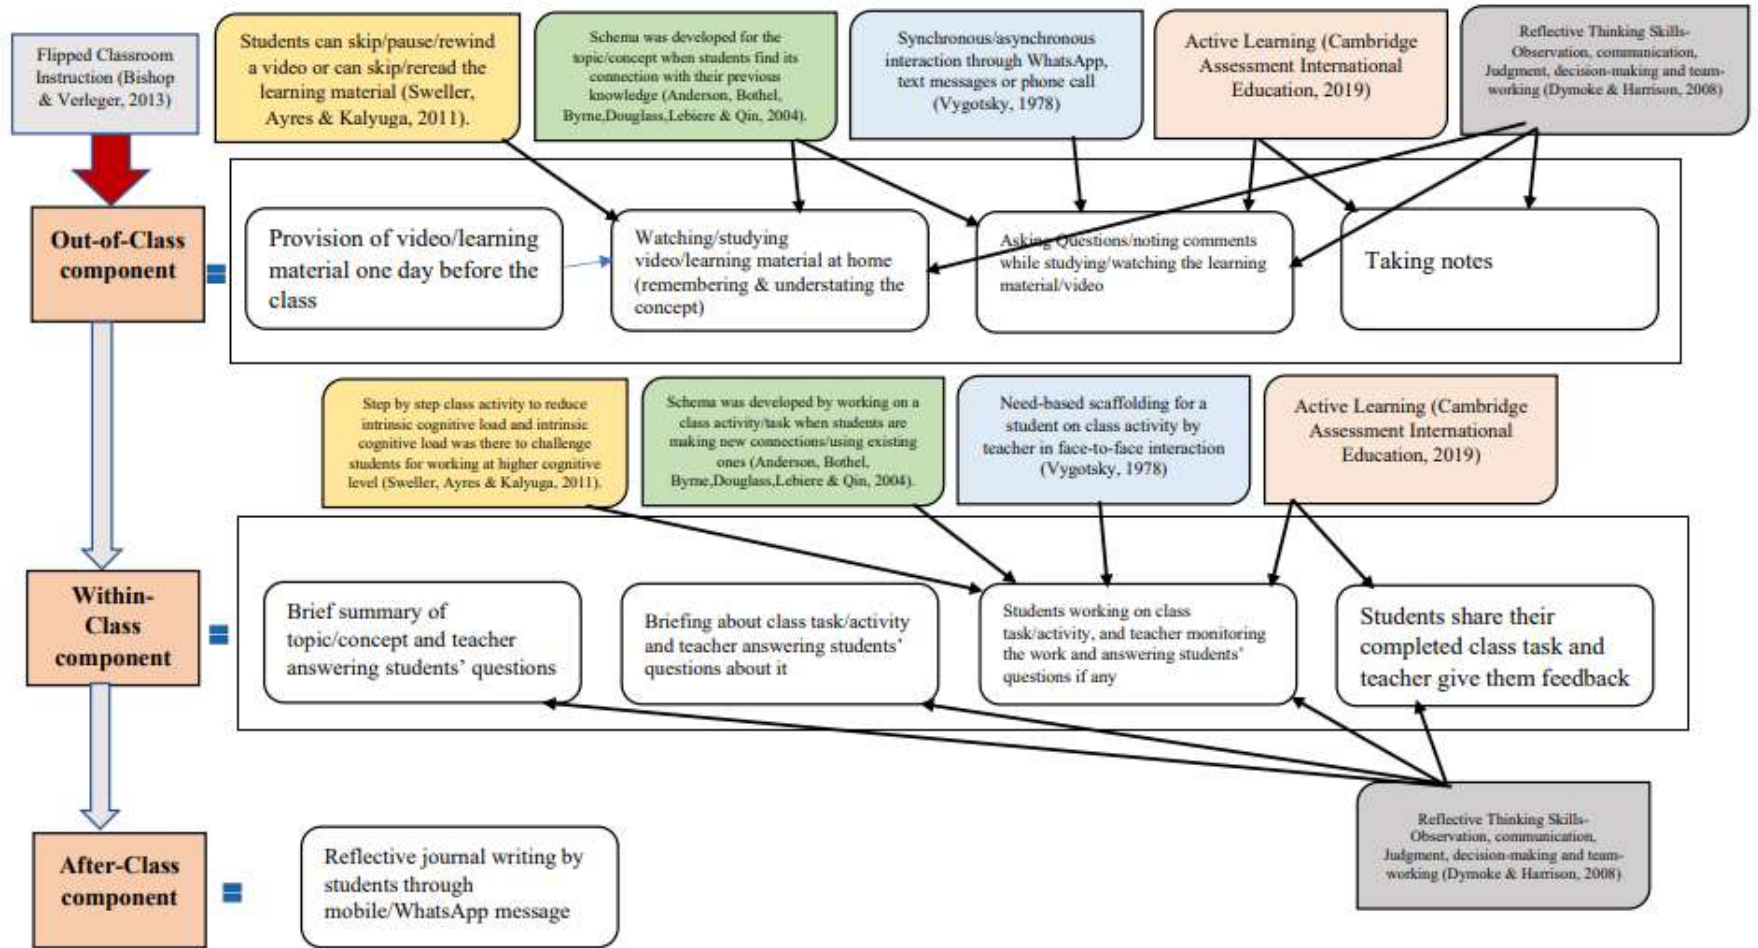 Flipped Classroom
Instruction (Bishop
& Verleger, 2013)
Students can skip/pause/rewind
a video or can skip/reread the
learning material (Sweller,
Ayres & Kalyuga, 2011).
Schema was developed for the
topic/concept when students find its
connection with their previous
knowledge (Anderson, Bothel,
Byrne,Douglass,Lebiere & Qin, 2004).
Synchronous/asynchronous
interaction through WhatsApp,
text messages or phone call
(Vygotsky, 1978)
Active Learning (Cambridge
Assessment International
Education, 2019)
Reflective Thinking Skills-
Observation, communication,
Judgment, decision-making and team-
working (Dymoke & Harrison, 2008)
Out-of-Class
component
Provision of video/learning
material one day before the
class
Watching/studying
video/learning material at home
(remembering & understating the
concept)
Asking Questions/noting comments
while studying/watching the learning
material/video
Taking notes
Step by step class activity to reduce
intrinsic cognitive load and intrinsic
cognitive load was there to challenge
students for working at higher cognitive
level (Sweller, Ayres & Kalyuga, 2011).
Schema was developed by working on a
class activity/task when students are
making new connections/using existing
ones (Anderson, Bothel,
Byrne,Douglass,Lebiere & Qin, 2004).
Need-based scaffolding for a
student on class activity by
teacher in face-to-face interaction
(Vygotsky, 1978)
Active Learning (Cambridge
Assessment International
Education, 2019)
Within-
Class
component
Brief summary of
topic/concept and teacher
answering students’ questions
Briefing about class task/activity
and teacher answering students’
questions about it
Students working on class
task/activity, and teacher monitoring
the work and answering students’
questions if any
Students share their
completed class task and
teacher give them feedback
Reflective Thinking Skills-
Observation, communication,
Judgment, decision-making and team-
working (Dymoke & Harrison, 2008)
After-Class
component
Reflective journal writing by
students through
mobile/WhatsApp message